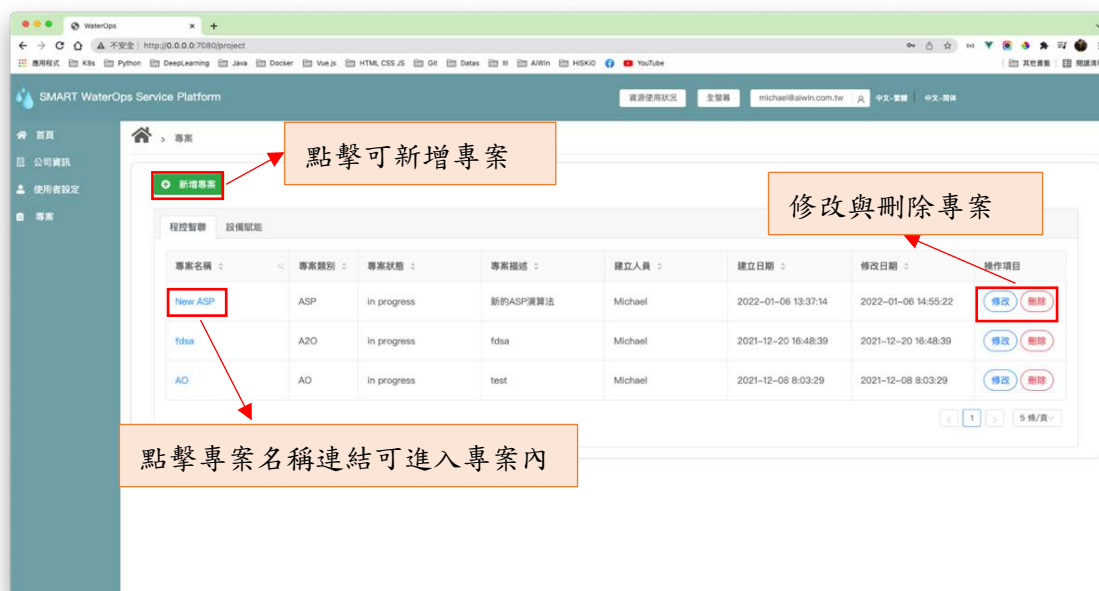 WaterOps
不安全 | http://0.0.0.0:7080/project
應用程式 K8s Python DeepLearning Java Docker Vue.js HTML CSS JS Git Datas III AiWin HiSKIO YouTube 其他書籤
SMART WaterOps Service Platform 資源使用狀況 全螢幕 michael@aiwin.com.tw 中文-繁體 中文-简体
首頁
公司資訊
使用者設定
專案
> 專案
點擊可新增專案
新增專案
修改與刪除專案
程控智聯 設備賦能
專案名稱 專案類別 專案狀態 專案描述 建立人員 建立日期 修改日期 操作項目
New ASP ASP in progress 新的ASP演算法 Michael 2022-01-06 13:37:14 2022-01-06 14:55:22 修改 刪除
fdsa A2O in progress fdsa Michael 2021-12-20 16:48:39 2021-12-20 16:48:39 修改 刪除
AO AO in progress test Michael 2021-12-08 8:03:29 2021-12-08 8:03:29 修改 刪除
< 1 > 5 條/頁
點擊專案名稱連結可進入專案內